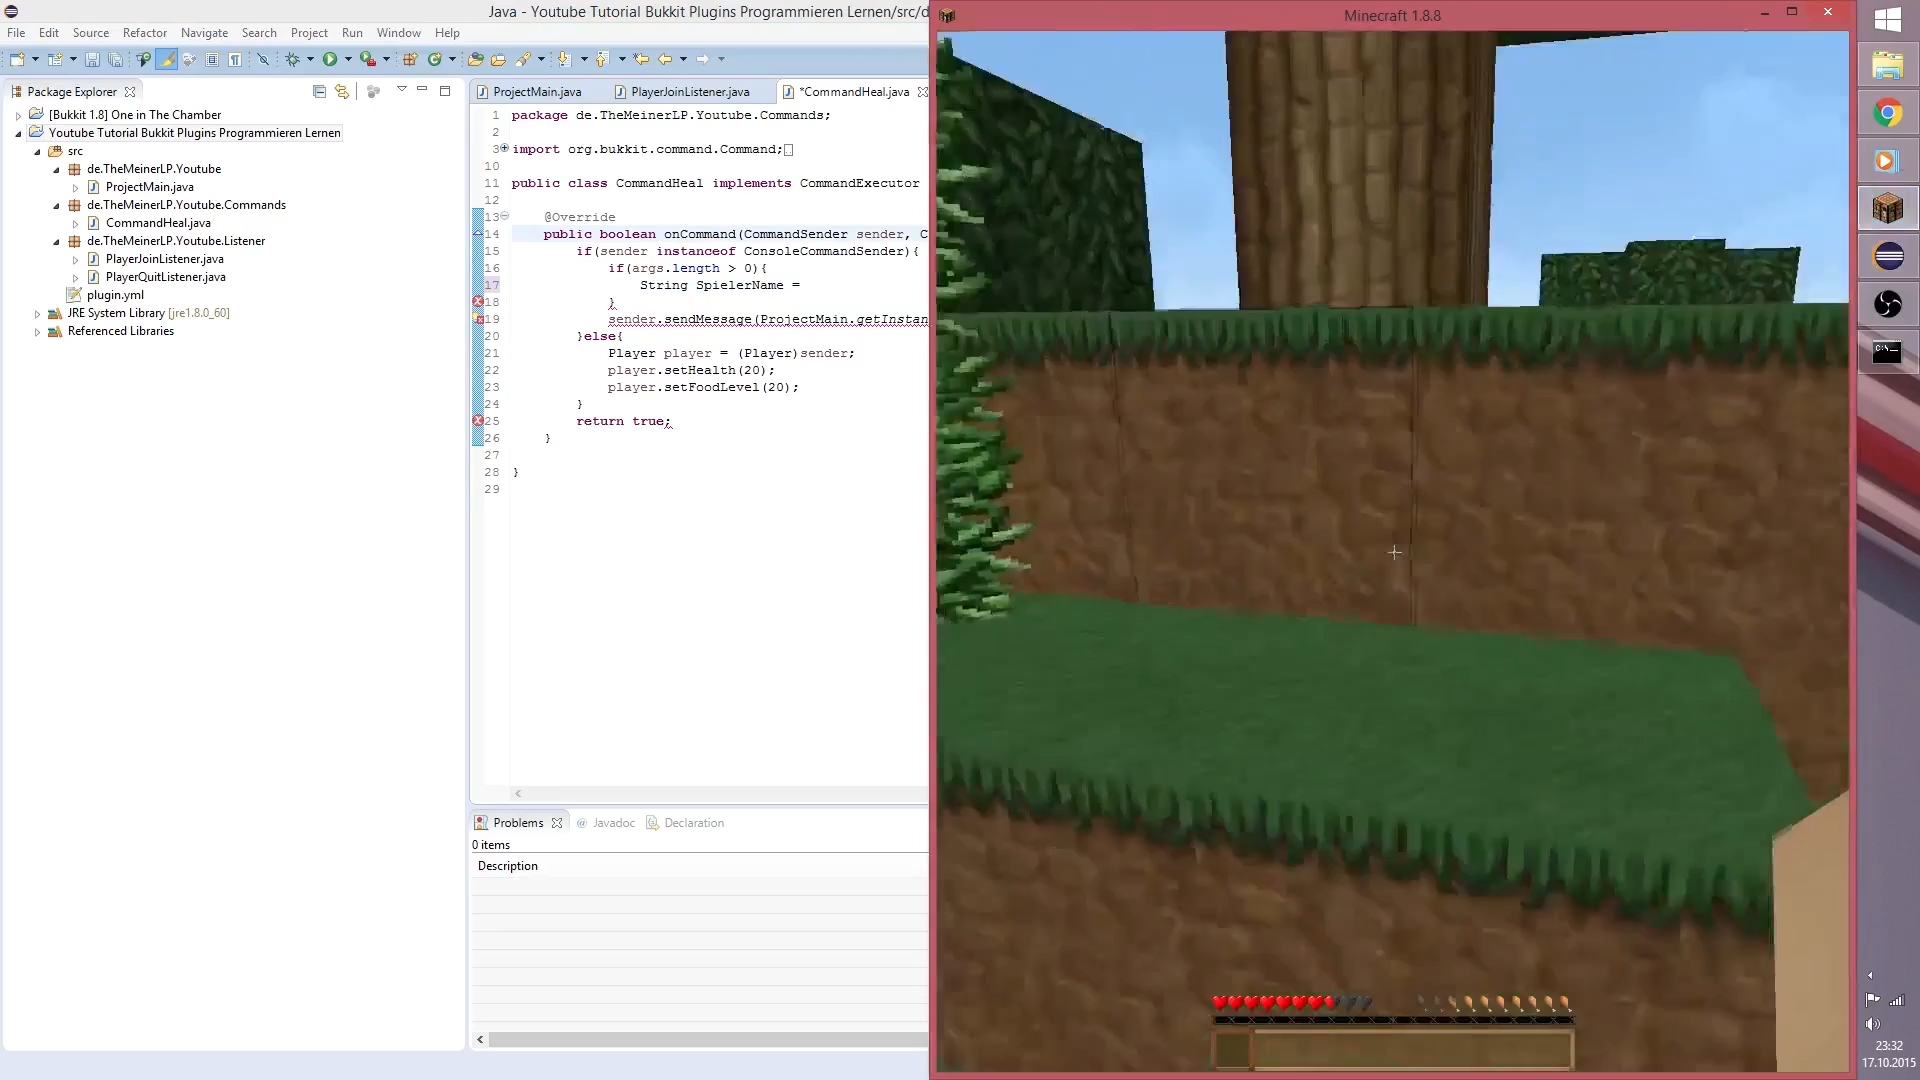 Java - Youtube Tutorial Bukkit Plugins Programmieren Lernen/src/d
Minecraft 1.8.8
File Edit Source Refactor Navigate Search Project Run Window Help
Package Explorer
[Bukkit 1.8] One in The Chamber
Youtube Tutorial Bukkit Plugins Programmieren Lernen
src
de.TheMeinerLP.Youtube
ProjectMain.java
de.TheMeinerLP.Youtube.Commands
CommandHeal.java
de.TheMeinerLP.Youtube.Listener
PlayerJoinListener.java
PlayerQuitListener.java
plugin.yml
JRE System Library [jre1.8.0_60]
Referenced Libraries
ProjectMain.java PlayerJoinListener.java *CommandHeal.java
1 package de.TheMeinerLP.Youtube.Commands;
2
3 import org.bukkit.command.Command;
10
11 public class CommandHeal implements CommandExecutor
12
13 @Override
14 public boolean onCommand(CommandSender sender, C
15 if(sender instanceof ConsoleCommandSender){
16 if(args.length > 0){
17 String SpielerName =
18 }
19 sender.sendMessage(ProjectMain.getInstan
20 }else{
21 Player player = (Player)sender;
22 player.setHealth(20);
23 player.setFoodLevel(20);
24 }
25 return true;
26 }
27
28 }
29
Problems @ Javadoc Declaration
0 items
Description
23:32
17.10.2015